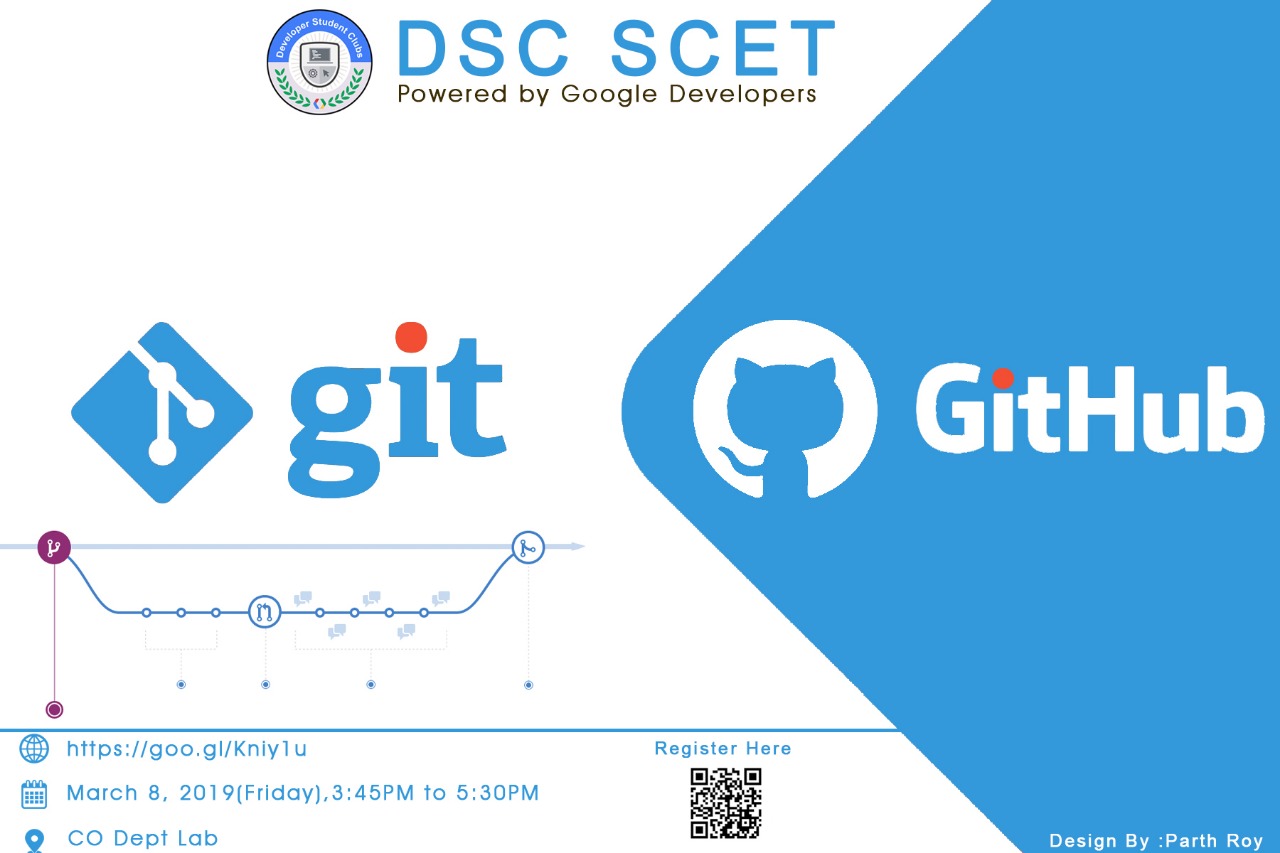 Developer Student Clubs
DSC SCET
Powered by Google Developers
git
GitHub
https://goo.gl/Kniy1u
March 8, 2019(Friday),3:45PM to 5:30PM
CO Dept Lab
Register Here
Design By :Parth Roy